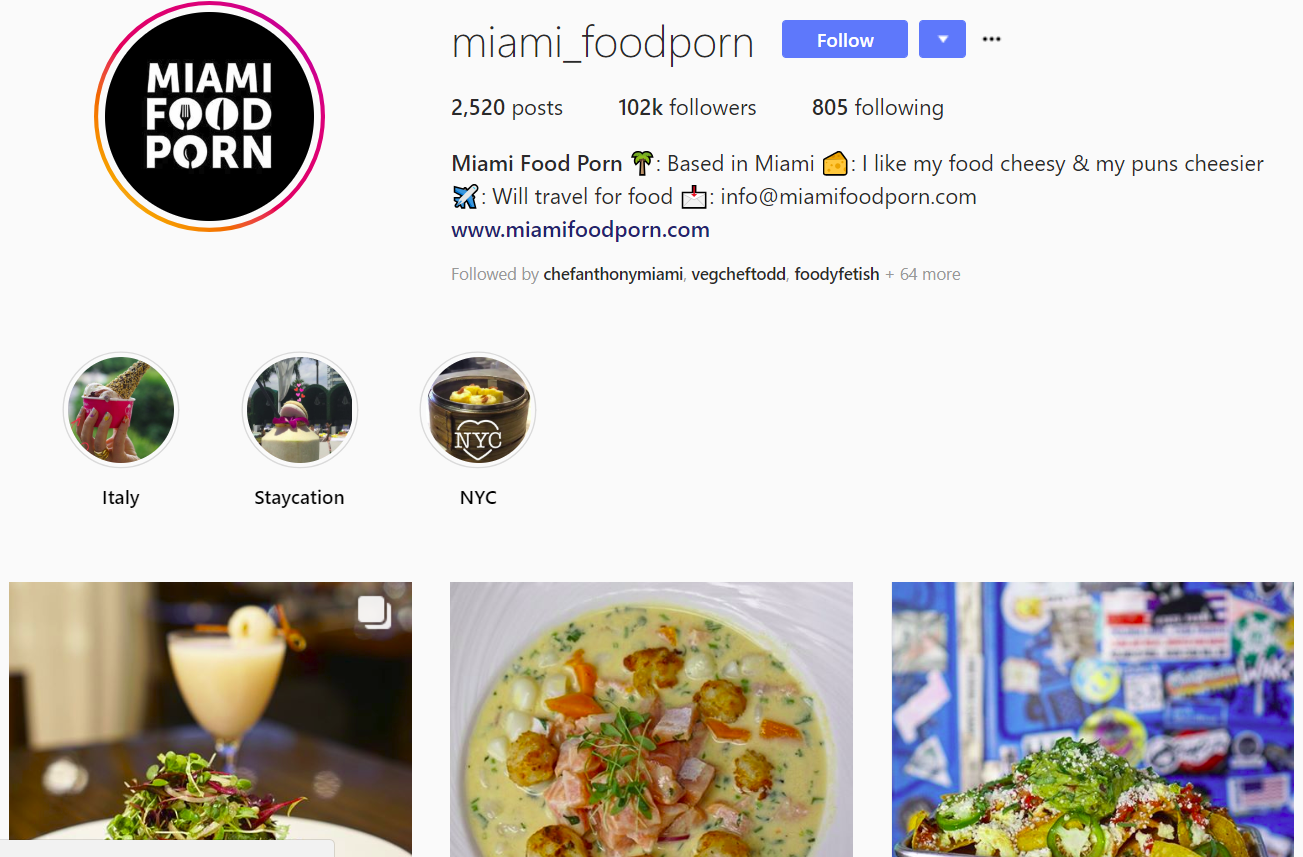 MIAMI
FOOD
PORN
miami_foodporn
Follow
2,520 posts 102k followers 805 following
Miami Food Porn 🌴: Based in Miami 🧀: I like my food cheesy & my puns cheesier
✈️: Will travel for food 📩: info@miamifoodporn.com
www.miamifoodporn.com
Followed by chefanthonymiami, vegcheftodd, foodyfetish + 64 more
NYC
Italy Staycation NYC